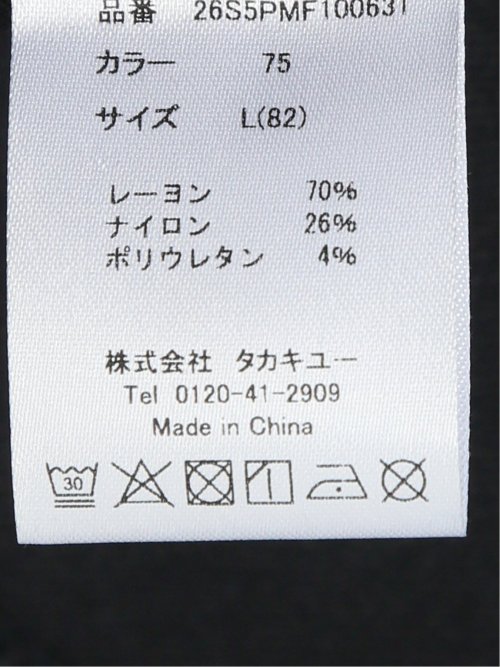 品番 26S5PMF100631
カラー 75
サイズ L(82)
レーヨン 70%
ナイロン 26%
ポリウレタン 4%
株式会社 タカキユー
Tel 0120-41-2909
Made in China
30